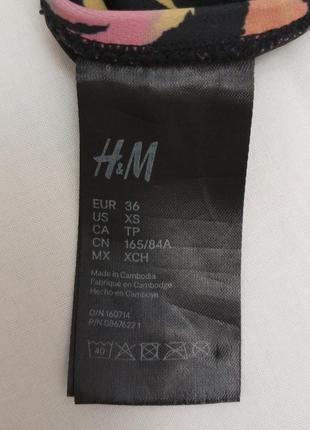 H&M
EUR 36
US XS
CA TP
CN 165/84A
MX XCH
Made in Cambodia
Fabriqué en Cambodge
Hecho en Camboya
O/N 160714
P/N 0867622 1
40